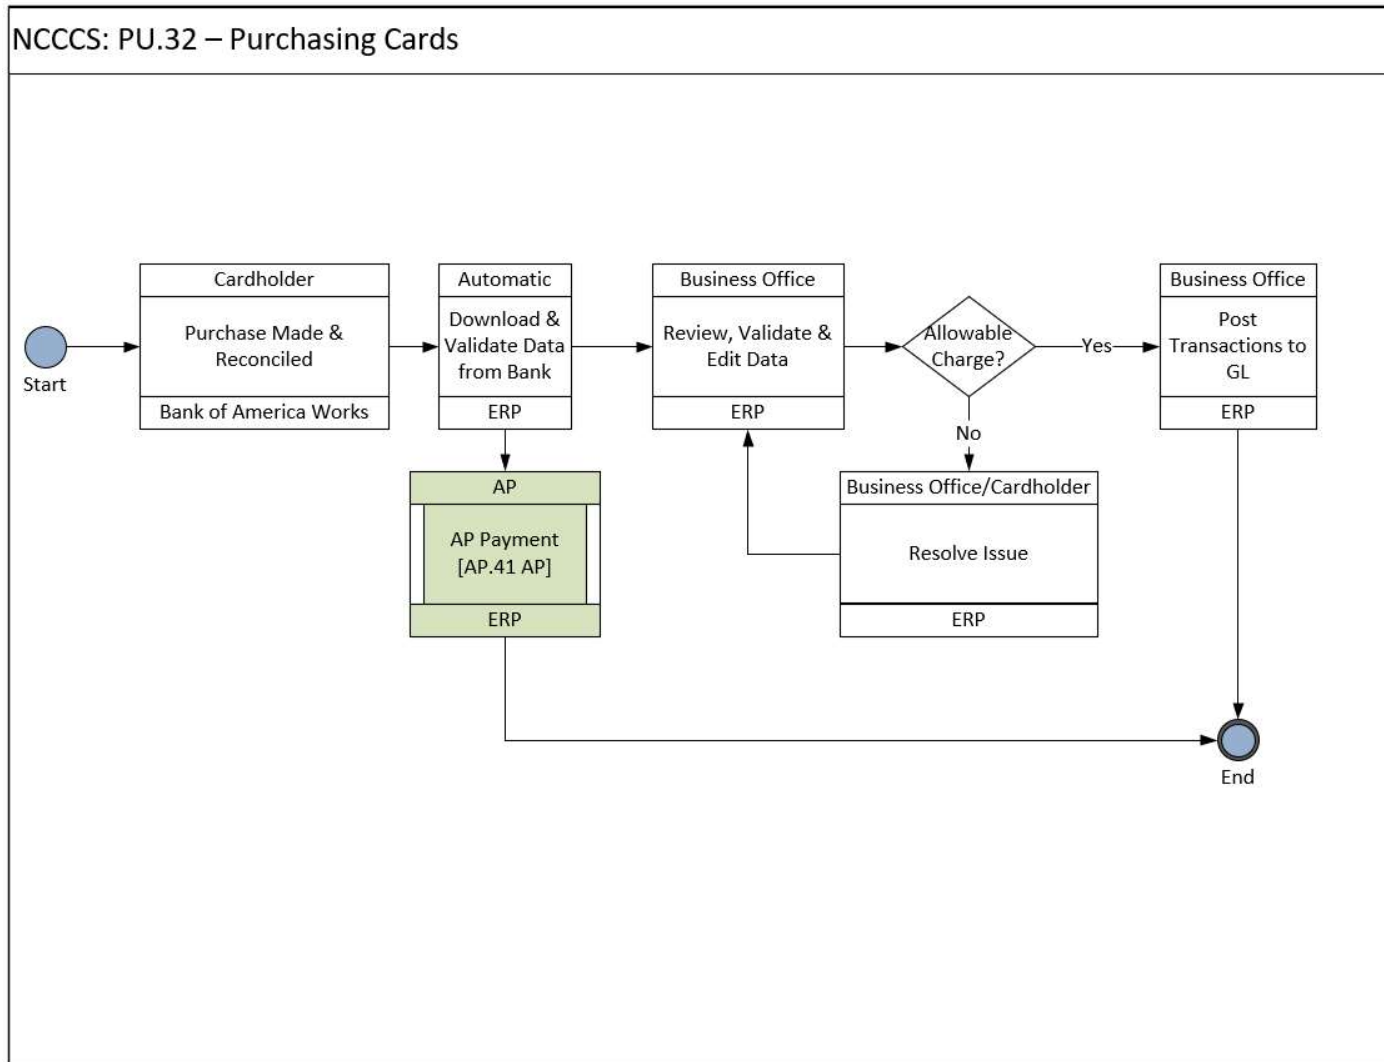 NCCCS: PU.32 – Purchasing Cards
Start
Cardholder
Purchase Made &
Reconciled
Bank of America Works
Automatic
Download &
Validate Data
from Bank
ERP
Business Office
Review, Validate &
Edit Data
ERP
Allowable
Charge?
Yes
Business Office
Post
Transactions to
GL
ERP
No
AP
AP Payment
[AP.41 AP]
ERP
Business Office/Cardholder
Resolve Issue
ERP
End